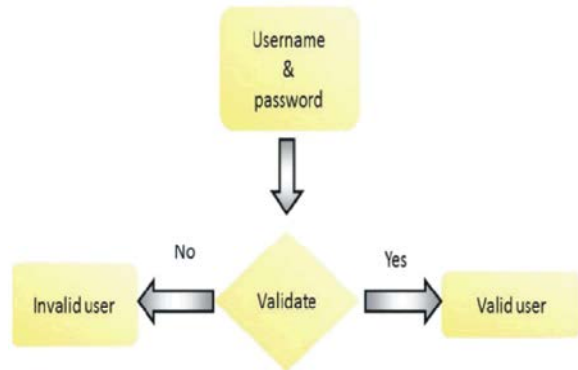 Username
&
password
No
Yes
Invalid user
Validate
Valid user